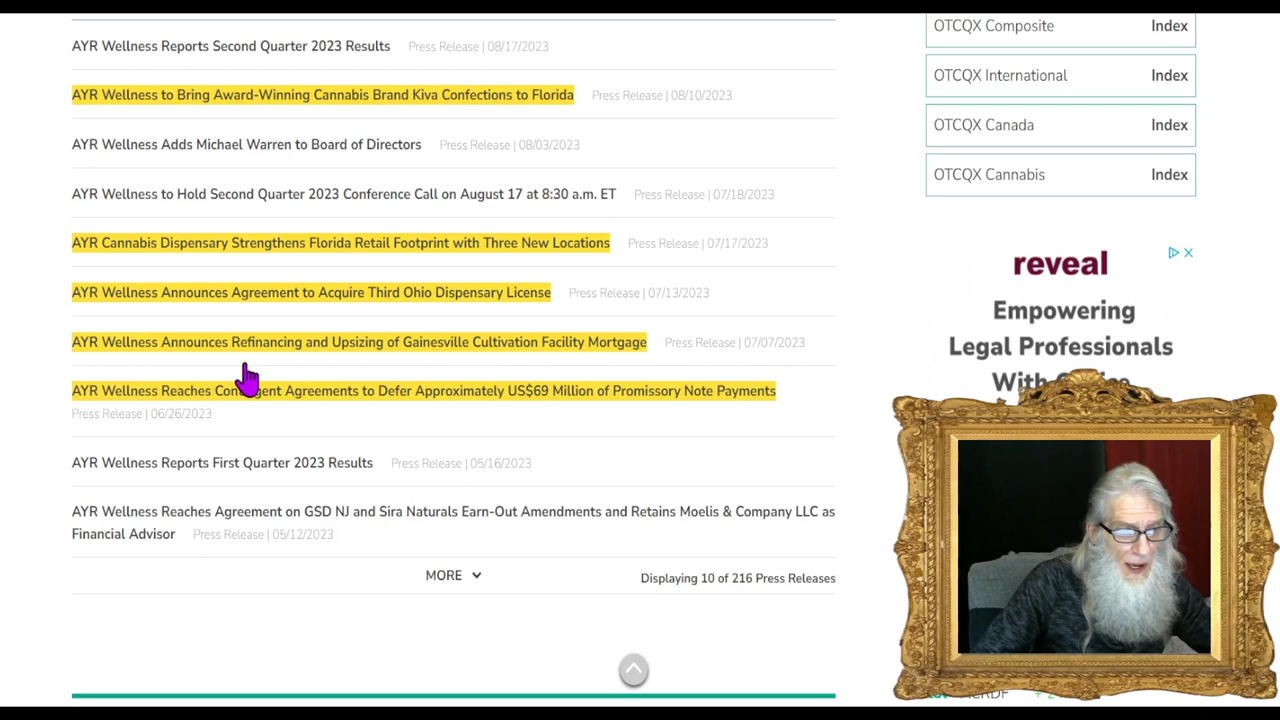 AYR Wellness Reports Second Quarter 2023 Results Press Release | 08/17/2023
AYR Wellness to Bring Award-Winning Cannabis Brand Kiva Confections to Florida Press Release | 08/10/2023
AYR Wellness Adds Michael Warren to Board of Directors Press Release | 08/03/2023
AYR Wellness to Hold Second Quarter 2023 Conference Call on August 17 at 8:30 a.m. ET Press Release | 07/18/2023
AYR Cannabis Dispensary Strengthens Florida Retail Footprint with Three New Locations Press Release | 07/17/2023
AYR Wellness Announces Agreement to Acquire Third Ohio Dispensary License Press Release | 07/13/2023
AYR Wellness Announces Refinancing and Upsizing of Gainesville Cultivation Facility Mortgage Press Release | 07/07/2023
AYR Wellness Reaches Contingent Agreements to Defer Approximately US$69 Million of Promissory Note Payments
Press Release | 06/26/2023
AYR Wellness Reports First Quarter 2023 Results Press Release | 05/16/2023
AYR Wellness Reaches Agreement on GSD NJ and Sira Naturals Earn-Out Amendments and Retains Moelis & Company LLC as
Financial Advisor Press Release | 05/12/2023
MORE
Displaying 10 of 216 Press Releases
OTCQX Composite Index
OTCQX International Index
OTCQX Canada Index
OTCQX Cannabis Index
reveal
Empowering
Legal Professionals
With